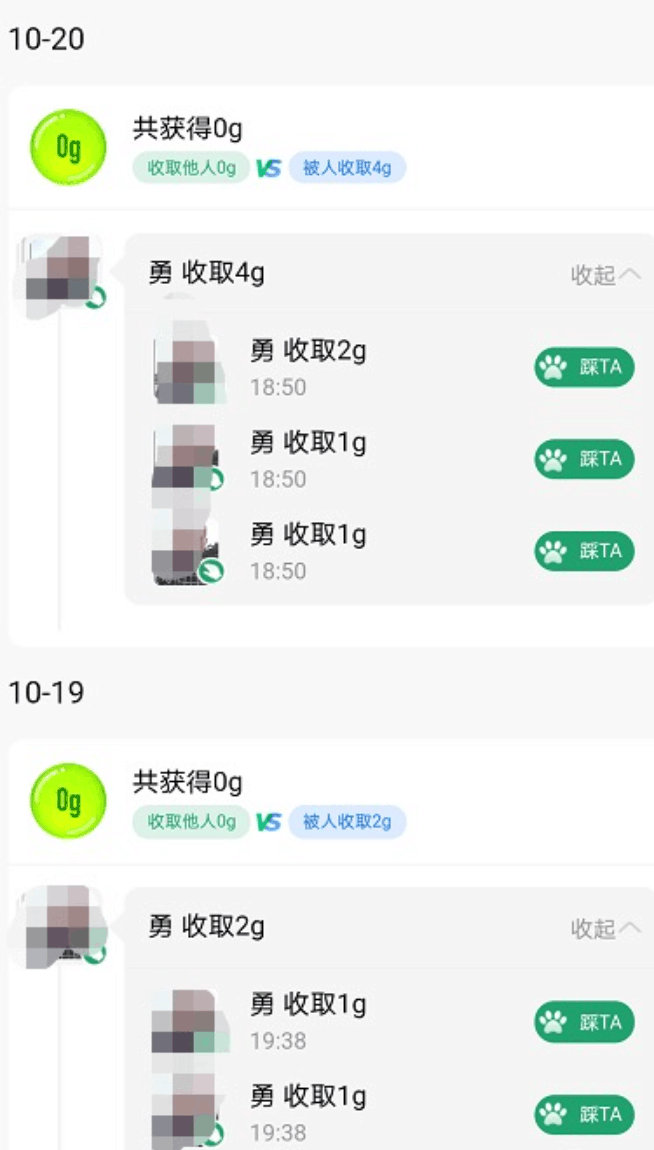 10-20
0g
共获得0g
收取他人0g VS 被人收取4g
勇 收取4g
收起
勇 收取2g
踩TA
18:50
勇 收取1g
踩TA
18:50
勇 收取1g
踩TA
18:50
10-19
0g
共获得0g
收取他人0g VS 被人收取2g
勇 收取2g
收起
勇 收取1g
踩TA
19:38
勇 收取1g
踩TA
19:38